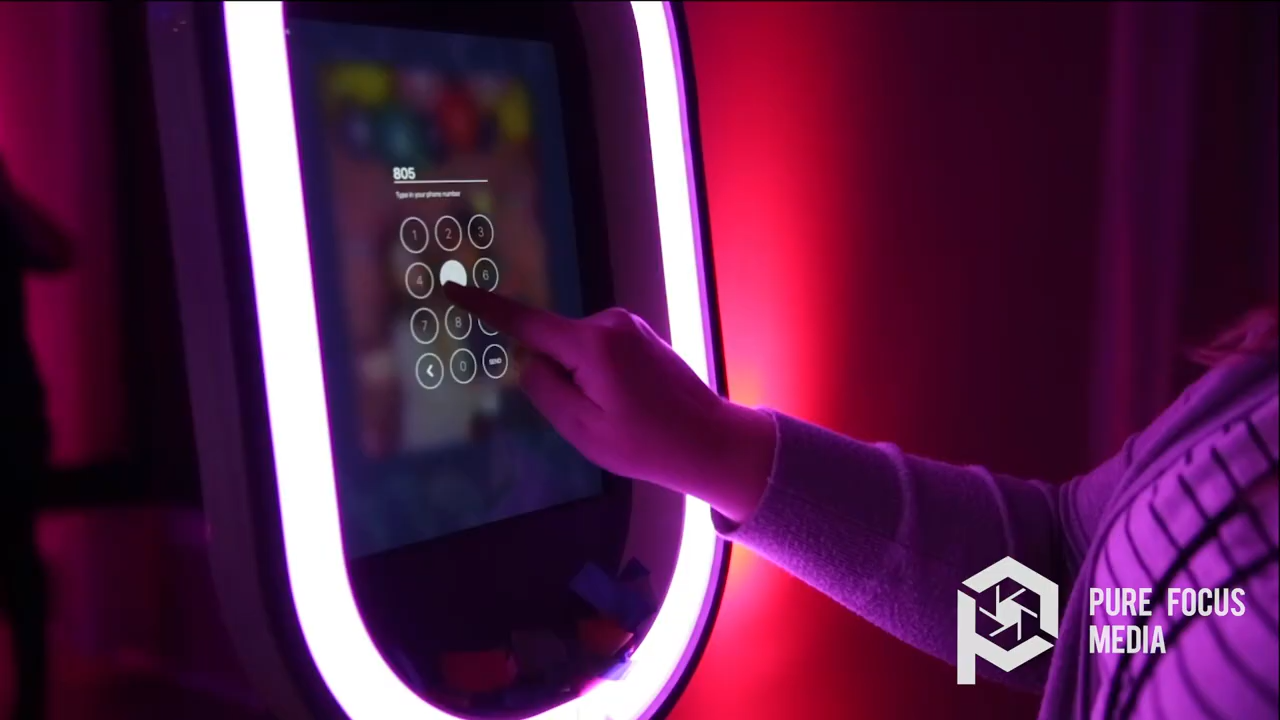 805
Type in your phone number
1 2 3
4 6
7 8
0 SEND
PURE FOCUS
MEDIA